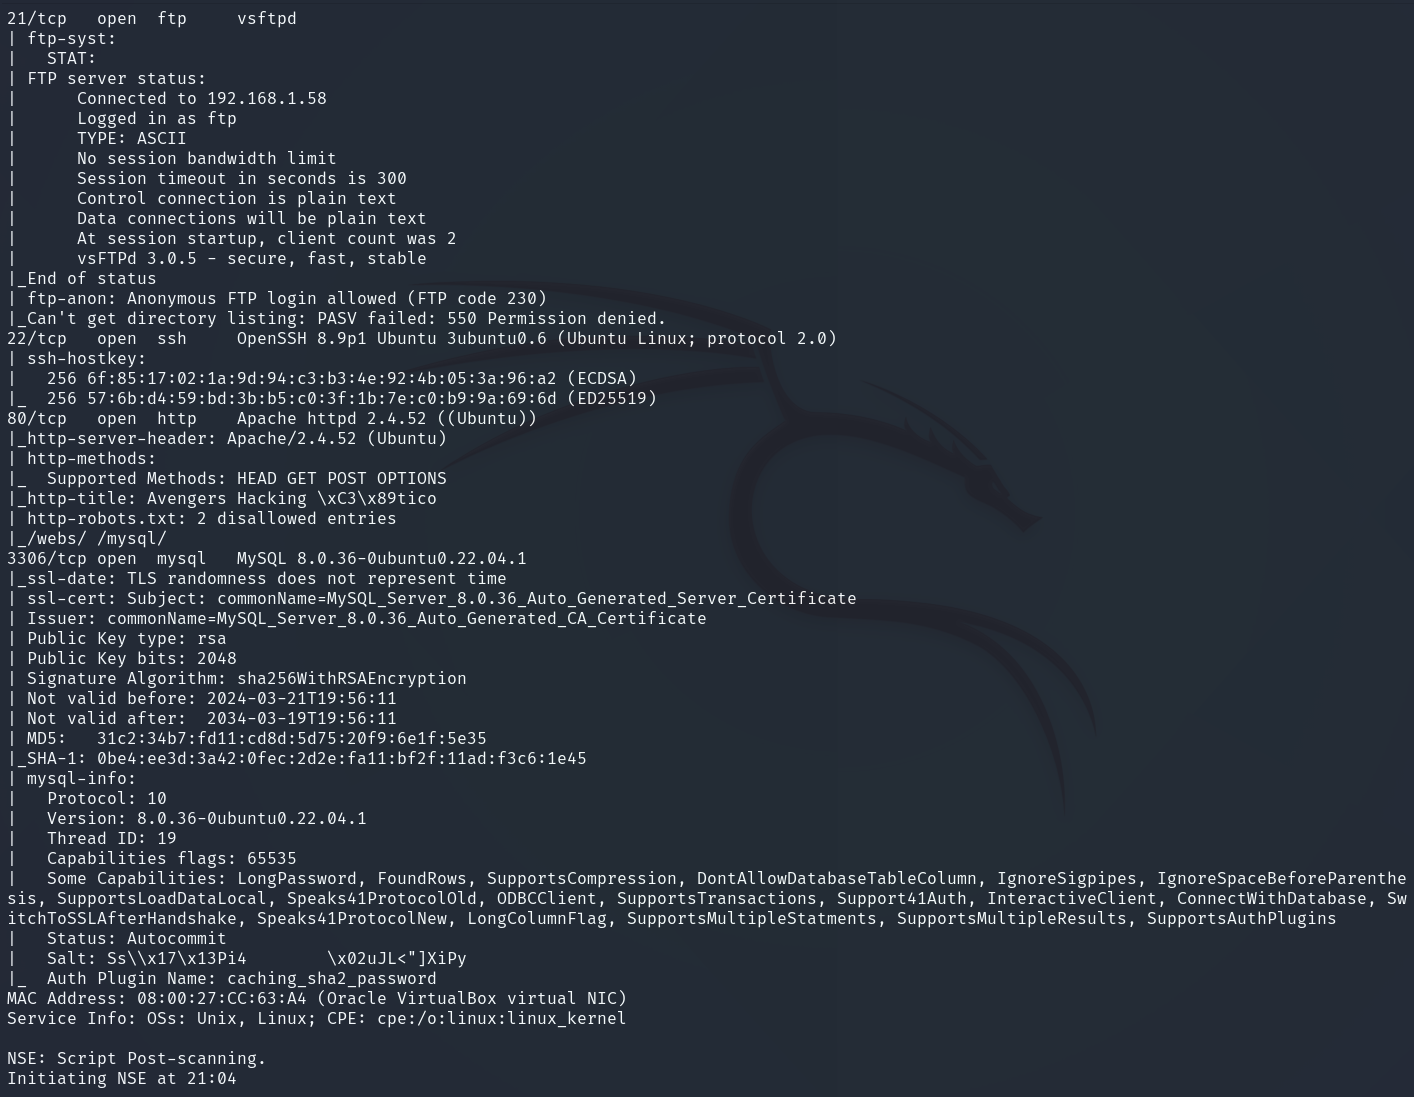 21/tcp   open  ftp     vsftpd
| ftp-syst:
|   STAT:
| FTP server status:
|      Connected to 192.168.1.58
|      Logged in as ftp
|      TYPE: ASCII
|      No session bandwidth limit
|      Session timeout in seconds is 300
|      Control connection is plain text
|      Data connections will be plain text
|      At session startup, client count was 2
|      vsFTPd 3.0.5 - secure, fast, stable
|_End of status
| ftp-anon: Anonymous FTP login allowed (FTP code 230)
|_Can't get directory listing: PASV failed: 550 Permission denied.
22/tcp   open  ssh     OpenSSH 8.9p1 Ubuntu 3ubuntu0.6 (Ubuntu Linux; protocol 2.0)
| ssh-hostkey:
|   256 6f:85:17:02:1a:9d:94:c3:b3:4e:92:4b:05:3a:96:a2 (ECDSA)
|_  256 57:6b:d4:59:bd:3b:b5:c0:3f:1b:7e:c0:b9:9a:69:6d (ED25519)
80/tcp   open  http    Apache httpd 2.4.52 ((Ubuntu))
|_http-server-header: Apache/2.4.52 (Ubuntu)
| http-methods:
|_  Supported Methods: HEAD GET POST OPTIONS
|_http-title: Avengers Hacking \xC3\x89tico
| http-robots.txt: 2 disallowed entries
|_/webs/ /mysql/
3306/tcp open  mysql   MySQL 8.0.36-0ubuntu0.22.04.1
|_ssl-date: TLS randomness does not represent time
| ssl-cert: Subject: commonName=MySQL_Server_8.0.36_Auto_Generated_Server_Certificate
| Issuer: commonName=MySQL_Server_8.0.36_Auto_Generated_CA_Certificate
| Public Key type: rsa
| Public Key bits: 2048
| Signature Algorithm: sha256WithRSAEncryption
| Not valid before: 2024-03-21T19:56:11
| Not valid after:  2034-03-19T19:56:11
| MD5:   31c2:34b7:fd11:cd8d:5d75:20f9:6e1f:5e35
|_SHA-1: 0be4:ee3d:3a42:0fec:2d2e:fa11:bf2f:11ad:f3c6:1e45
| mysql-info:
|   Protocol: 10
|   Version: 8.0.36-0ubuntu0.22.04.1
|   Thread ID: 19
|   Capabilities flags: 65535
|   Some Capabilities: LongPassword, FoundRows, SupportsCompression, DontAllowDatabaseTableColumn, IgnoreSigpipes, IgnoreSpaceBeforeParenthe
sis, SupportsLoadDataLocal, Speaks41ProtocolOld, ODBCClient, SupportsTransactions, Support41Auth, InteractiveClient, ConnectWithDatabase, Sw
itchToSSLAfterHandshake, Speaks41ProtocolNew, LongColumnFlag, SupportsMultipleStatments, SupportsMultipleResults, SupportsAuthPlugins
|   Status: Autocommit
|   Salt: Ss\\x17\x13Pi4        \x02uJL<"]XiPy
|_  Auth Plugin Name: caching_sha2_password
MAC Address: 08:00:27:CC:63:A4 (Oracle VirtualBox virtual NIC)
Service Info: OSs: Unix, Linux; CPE: cpe:/o:linux:linux_kernel

NSE: Script Post-scanning.
Initiating NSE at 21:04